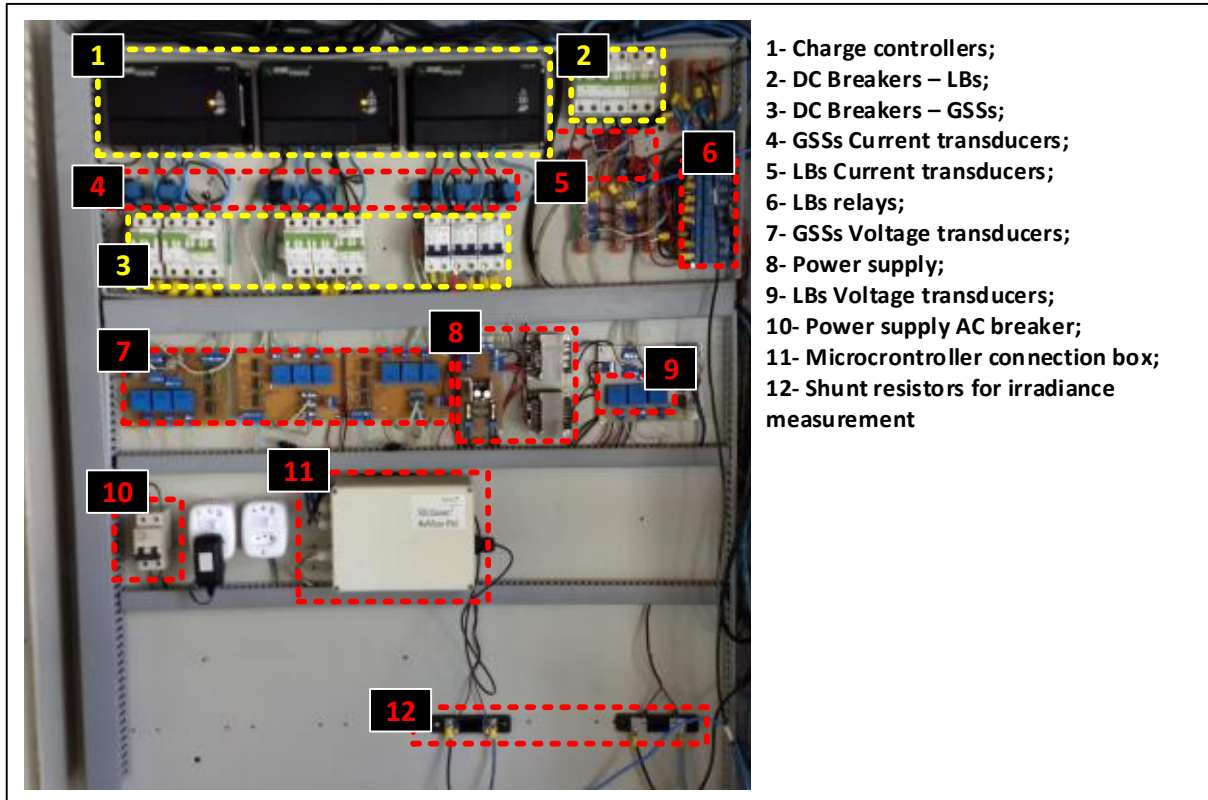 1
2
3
4
5
6
7
8
9
10
11
12
1- Charge controllers;
2- DC Breakers – LBs;
3- DC Breakers – GSSs;
4- GSSs Current transducers;
5- LBs Current transducers;
6- LBs relays;
7- GSSs Voltage transducers;
8- Power supply;
9- LBs Voltage transducers;
10- Power supply AC breaker;
11- Microcrontroller connection box;
12- Shunt resistors for irradiance
measurement